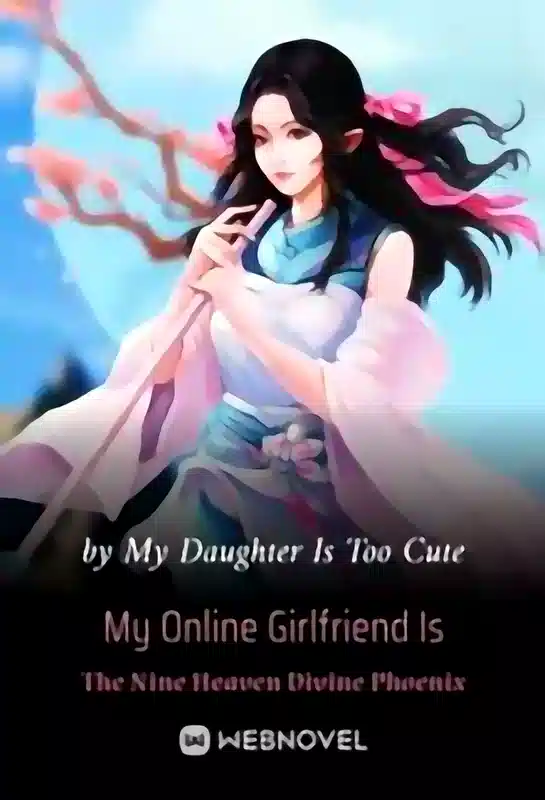 by My Daughter Is Too Cute
My Online Girlfriend Is
The Nine Heaven Divine Phoenix
WEBNOVEL